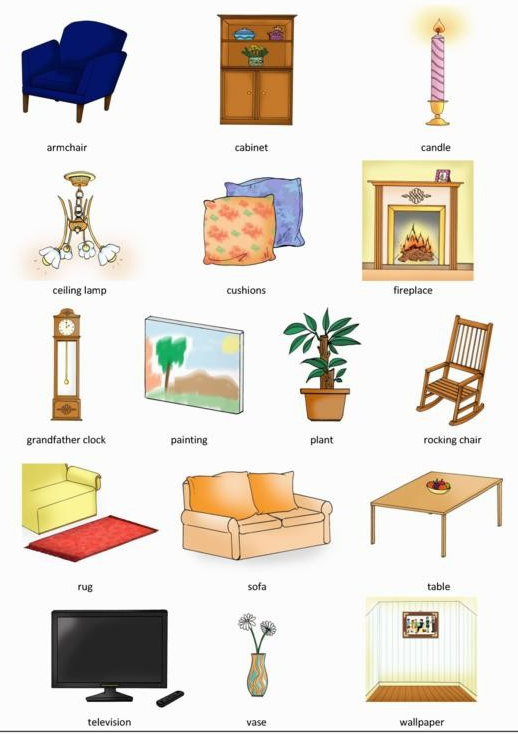 armchair
cabinet
candle
ceiling lamp
cushions
fireplace
grandfather clock
painting
plant
rocking chair
rug
sofa
table
television
vase
wallpaper